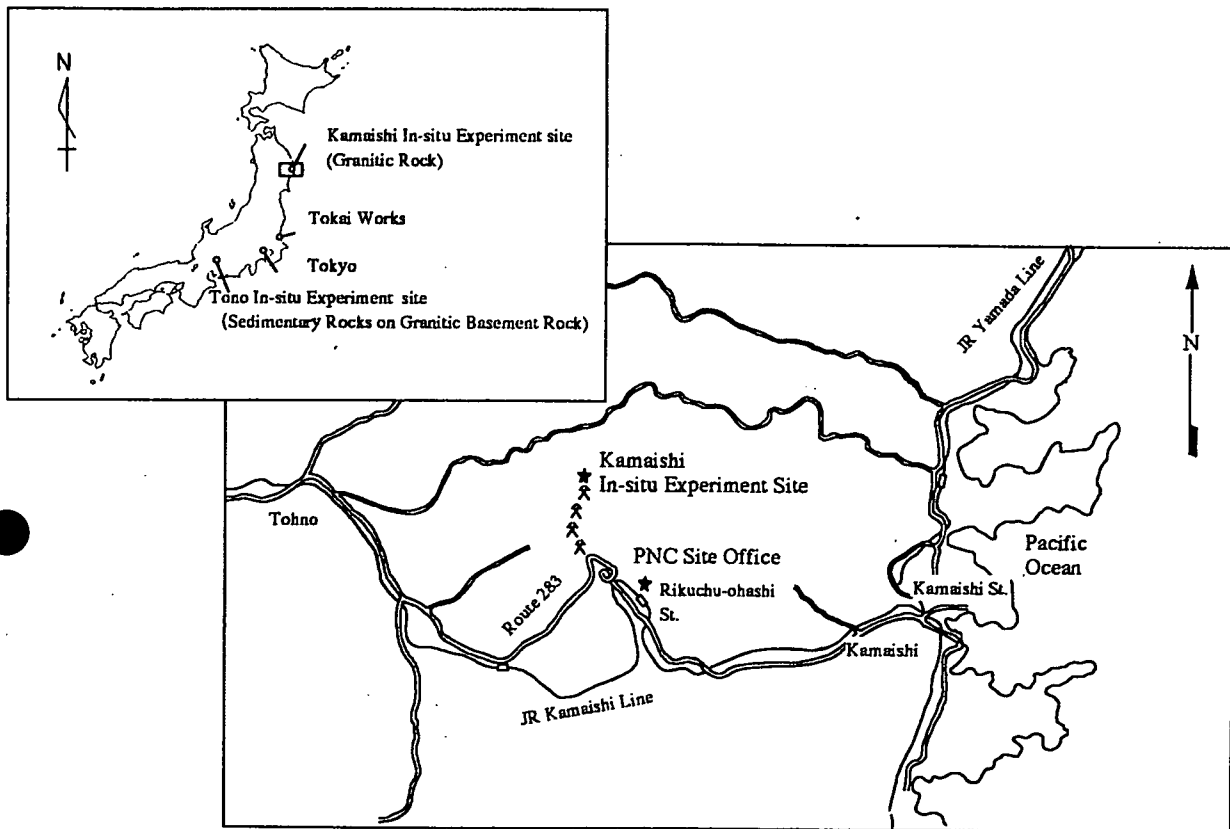 N
Kamaishi In-situ Experiment site
(Granitic Rock)
Tokai Works
Tokyo
Tono In-situ Experiment site
(Sedimentary Rocks on Granitic Basement Rock)
JR Yamada Line
N
Kamaishi
In-situ Experiment Site
Tohno
PNC Site Office
Pacific
Ocean
Route 283
Rikuchu-ohashi
St.
Kamaishi St.
Kamaishi
JR Kamaishi Line